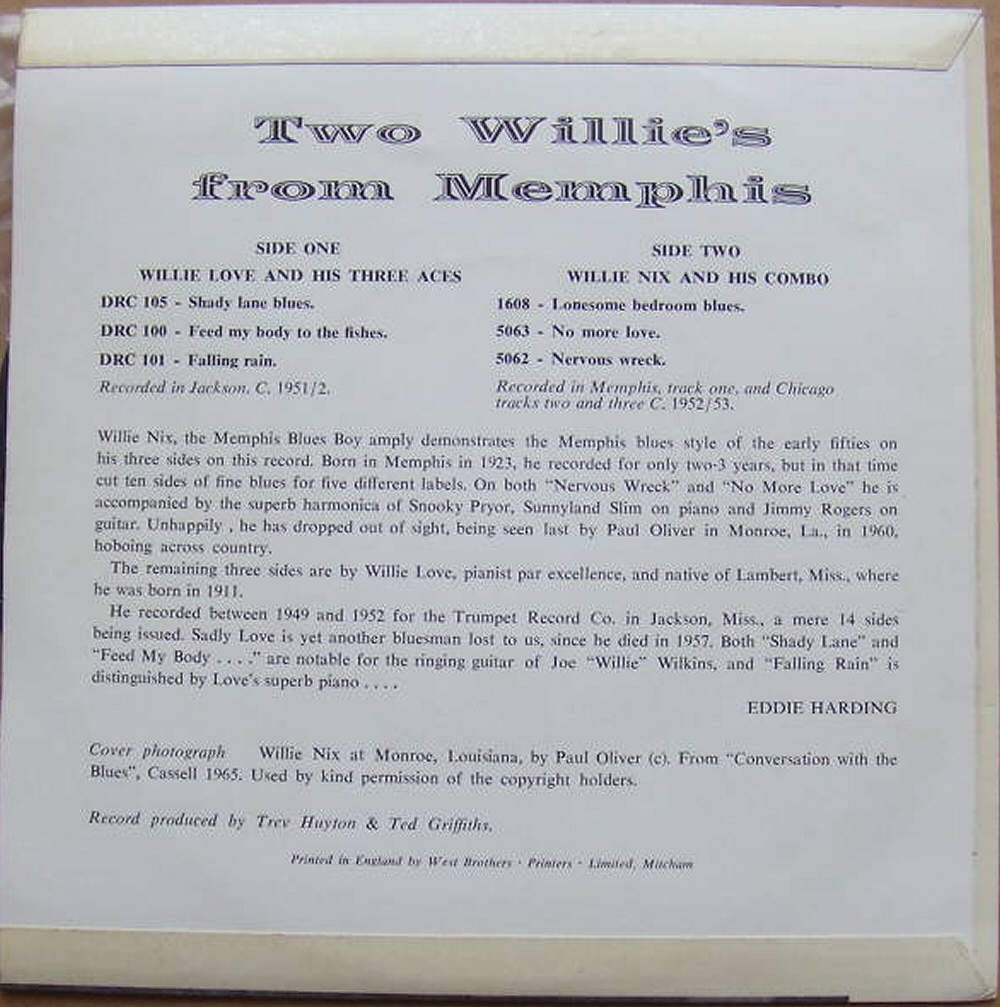 Two Willie's
from Memphis
SIDE ONE
WILLIE LOVE AND HIS THREE ACES
DRC 105 - Shady lane blues.
DRC 100 - Feed my body to the fishes.
DRC 101 - Falling rain.
Recorded in Jackson. C. 1951/2.
SIDE TWO
WILLIE NIX AND HIS COMBO
1608 - Lonesome bedroom blues.
5063 - No more love.
5062 - Nervous wreck.
Recorded in Memphis, track one, and Chicago
tracks two and three C. 1952/53.
Willie Nix, the Memphis Blues Boy amply demonstrates the Memphis blues style of the early fifties on
his three sides on this record. Born in Memphis in 1923, he recorded for only two-3 years, but in that time
cut ten sides of fine blues for five different labels. On both "Nervous Wreck" and "No More Love" he is
accompanied by the superb harmonica of Snooky Pryor, Sunnyland Slim on piano and Jimmy Rogers on
guitar. Unhappily , he has dropped out of sight, being seen last by Paul Oliver in Monroe, La., in 1960,
hoboing across country.
The remaining three sides are by Willie Love, pianist par excellence, and native of Lambert, Miss., where
he was born in 1911.
He recorded between 1949 and 1952 for the Trumpet Record Co. in Jackson, Miss., a mere 14 sides
being issued. Sadly Love is yet another bluesman lost to us, since he died in 1957. Both "Shady Lane" and
"Feed My Body . . . ." are notable for the ringing guitar of Joe "Willie" Wilkins, and "Falling Rain" is
distinguished by Love's superb piano . . . .
EDDIE HARDING
Cover photograph Willie Nix at Monroe, Louisiana, by Paul Oliver (c). From "Conversation with the
Blues", Cassell 1965. Used by kind permission of the copyright holders.
Record produced by Trev Huyton & Ted Griffiths.
Printed in England by West Brothers · Printers · Limited, Mitcham